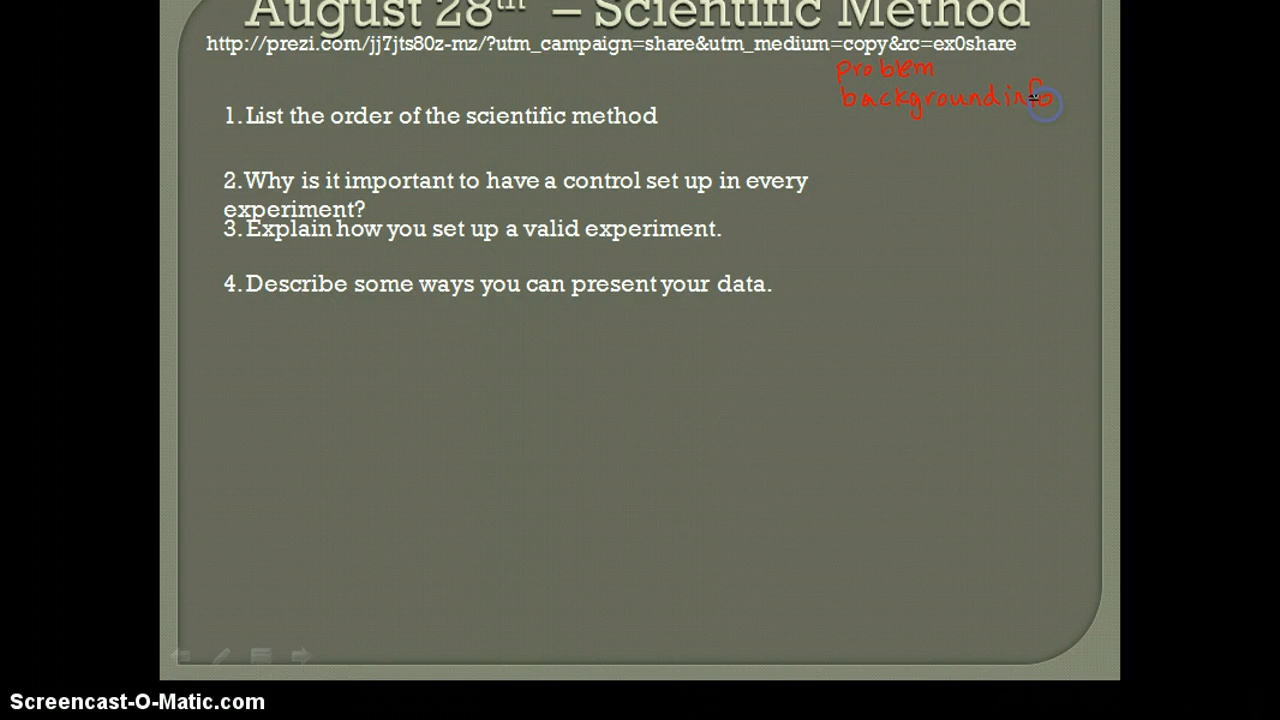 August 28th – Scientific Method
http://prezi.com/jj7jts80z-mz/?utm_campaign=share&utm_medium=copy&rc=ex0share
problem
background info
1. List the order of the scientific method
2. Why is it important to have a control set up in every
experiment?
3. Explain how you set up a valid experiment.
4. Describe some ways you can present your data.
Screencast-O-Matic.com